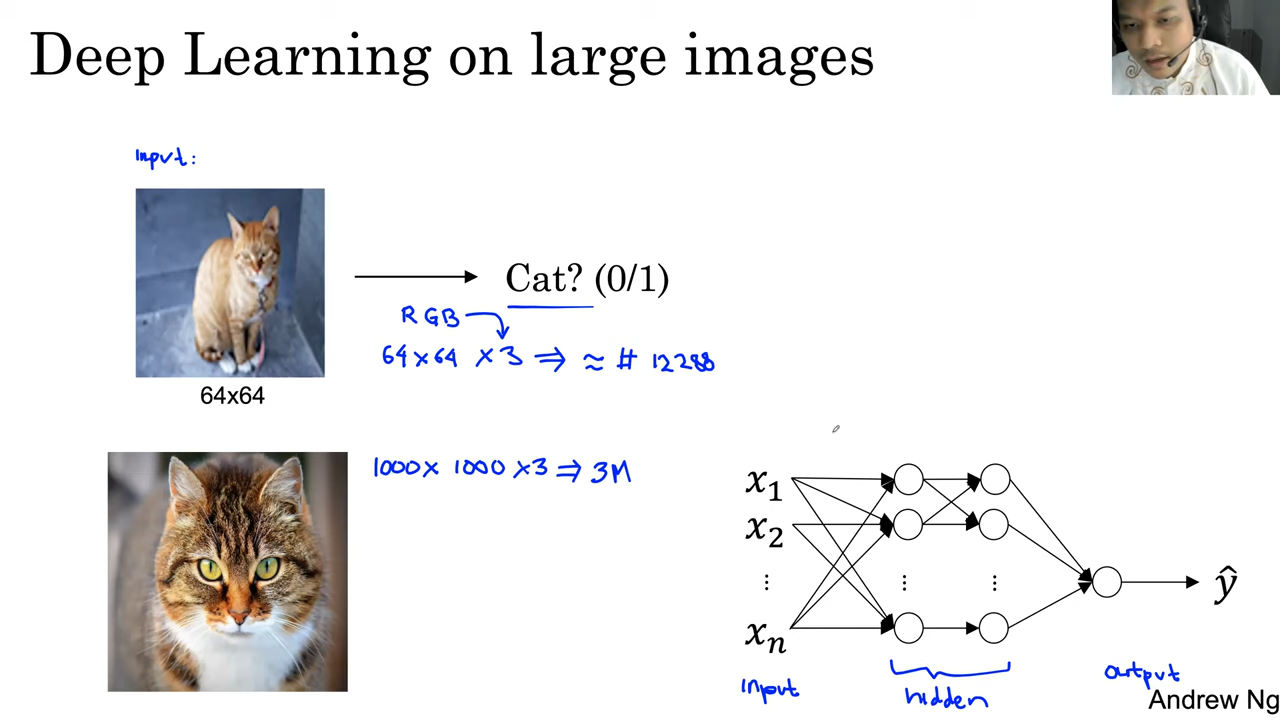 Deep Learning on large images
Input:
Cat? (0/1)
RGB
64x64 x3 ⇒ ≈ # 12288
64x64
1000x 1000 x3 ⇒ 3M
x₁
x₂
⋮ ⋮ ⋮
xₙ
ŷ
Input
hidden
Output
Andrew Ng